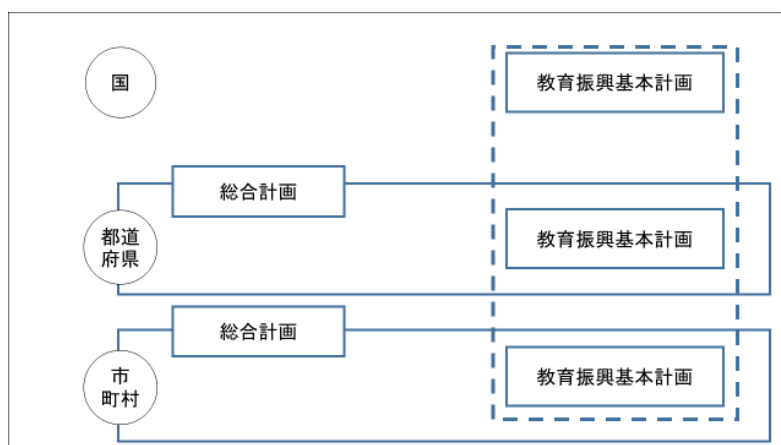 国
教育振興基本計画
総合計画
都道
府県
教育振興基本計画
総合計画
市
町村
教育振興基本計画